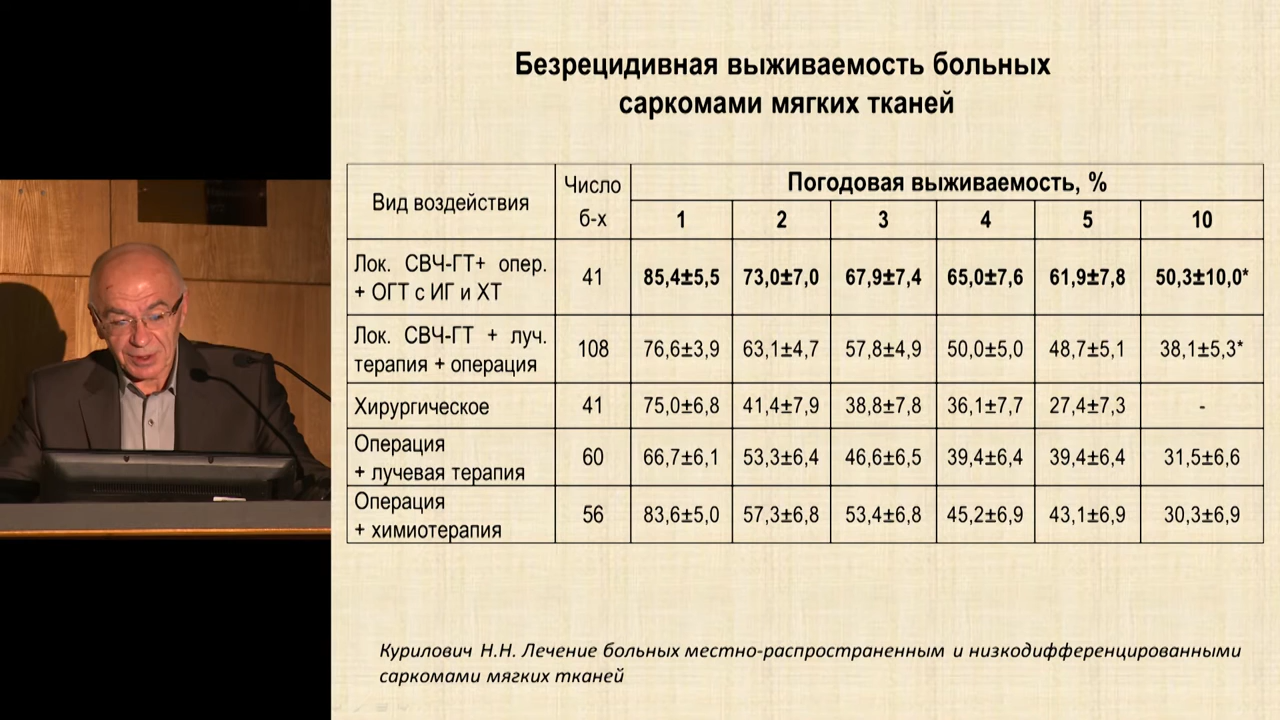 Безрецидивная выживаемость больных
саркомами мягких тканей
Вид воздействия
Число
б-х
Погодовая выживаемость, %
1 2 3 4 5 10
Лок. СВЧ-ГТ+ опер.
+ ОГТ с ИГ и ХТ
41 85,4±5,5 73,0±7,0 67,9±7,4 65,0±7,6 61,9±7,8 50,3±10,0*
Лок. СВЧ-ГТ + луч.
терапия + операция
108 76,6±3,9 63,1±4,7 57,8±4,9 50,0±5,0 48,7±5,1 38,1±5,3*
Хирургическое 41 75,0±6,8 41,4±7,9 38,8±7,8 36,1±7,7 27,4±7,3 -
Операция
+ лучевая терапия
60 66,7±6,1 53,3±6,4 46,6±6,5 39,4±6,4 39,4±6,4 31,5±6,6
Операция
+ химиотерапия
56 83,6±5,0 57,3±6,8 53,4±6,8 45,2±6,9 43,1±6,9 30,3±6,9
Курилович Н.Н. Лечение больных местно-распространенным и низкодифференцированными
саркомами мягких тканей